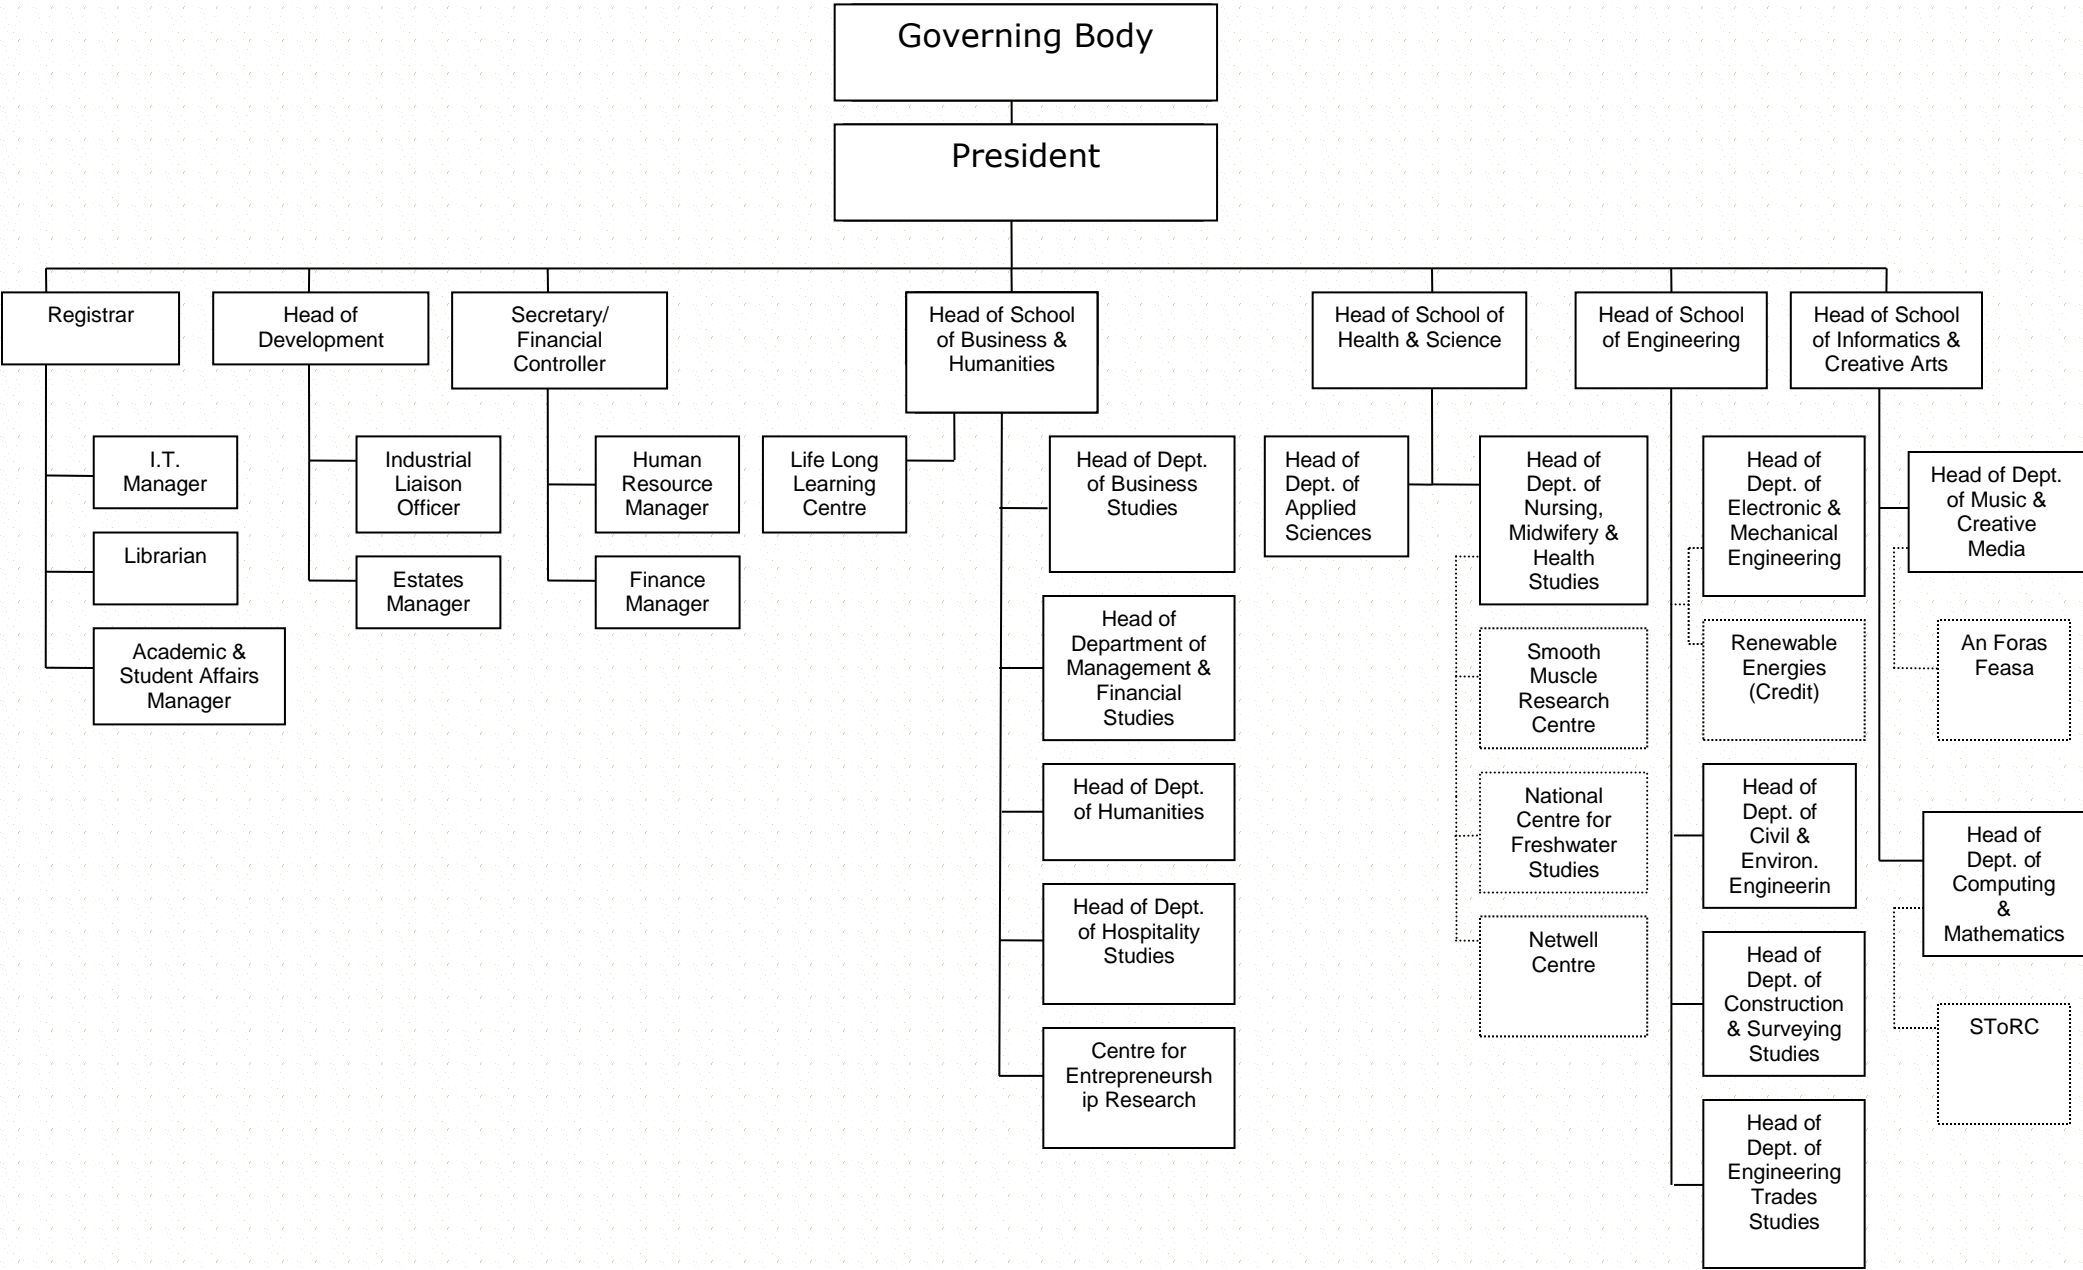 Governing Body
President
Registrar
Head of
Development
Secretary/
Financial
Controller
Head of School
of Business &
Humanities
Head of School of
Health & Science
Head of School
of Engineering
Head of School
of Informatics &
Creative Arts
I.T.
Manager
Librarian
Academic &
Student Affairs
Manager
Industrial
Liaison
Officer
Estates
Manager
Human
Resource
Manager
Finance
Manager
Life Long
Learning
Centre
Head of Dept.
of Business
Studies
Head of
Department of
Management &
Financial
Studies
Head of Dept.
of Humanities
Head of Dept.
of Hospitality
Studies
Centre for
Entrepreneursh
ip Research
Head of
Dept. of
Applied
Sciences
Head of
Dept. of
Nursing,
Midwifery &
Health
Studies
Smooth
Muscle
Research
Centre
National
Centre for
Freshwater
Studies
Netwell
Centre
Head of
Dept. of
Electronic &
Mechanical
Engineering
Renewable
Energies
(Credit)
Head of
Dept. of
Civil &
Environ.
Engineerin
Head of
Dept. of
Construction
& Surveying
Studies
Head of
Dept. of
Engineering
Trades
Studies
Head of Dept.
of Music &
Creative
Media
An Foras
Feasa
Head of
Dept. of
Computing
&
Mathematics
SToRC